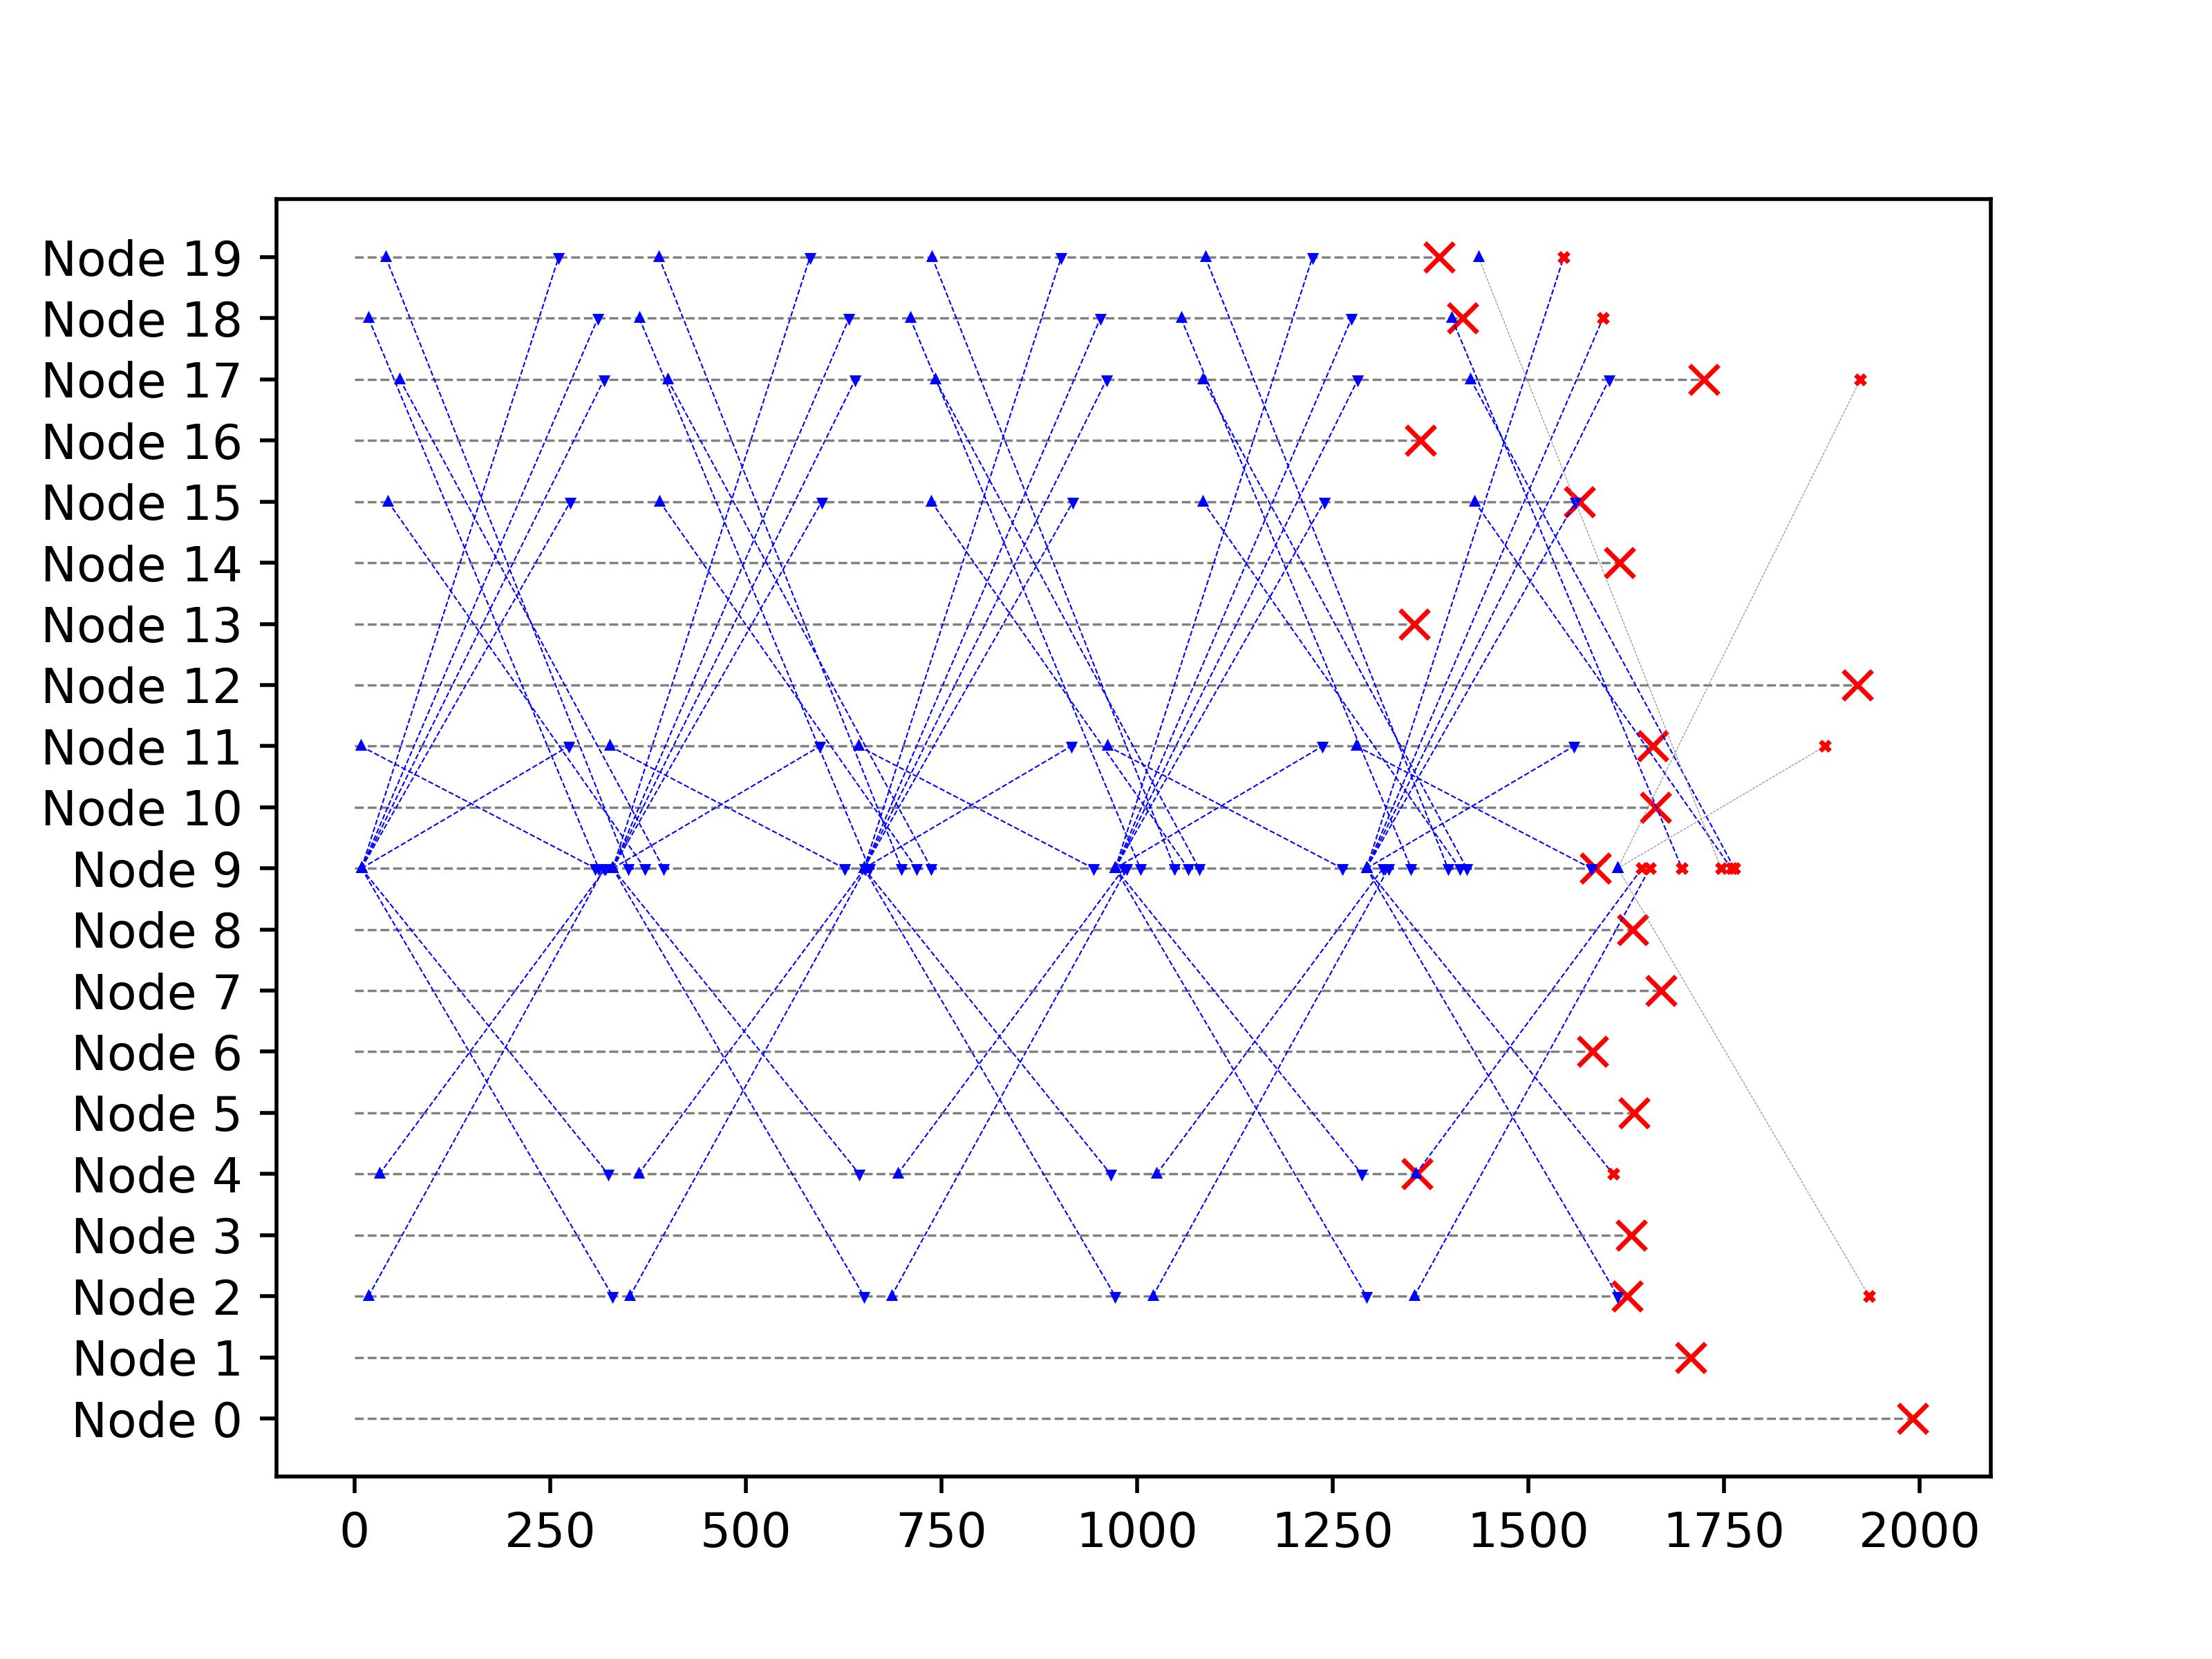 Node 19
Node 18
Node 17
Node 16
Node 15
Node 14
Node 13
Node 12
Node 11
Node 10
Node 9
Node 8
Node 7
Node 6
Node 5
Node 4
Node 3
Node 2
Node 1
Node 0
0 250 500 750 1000 1250 1500 1750 2000